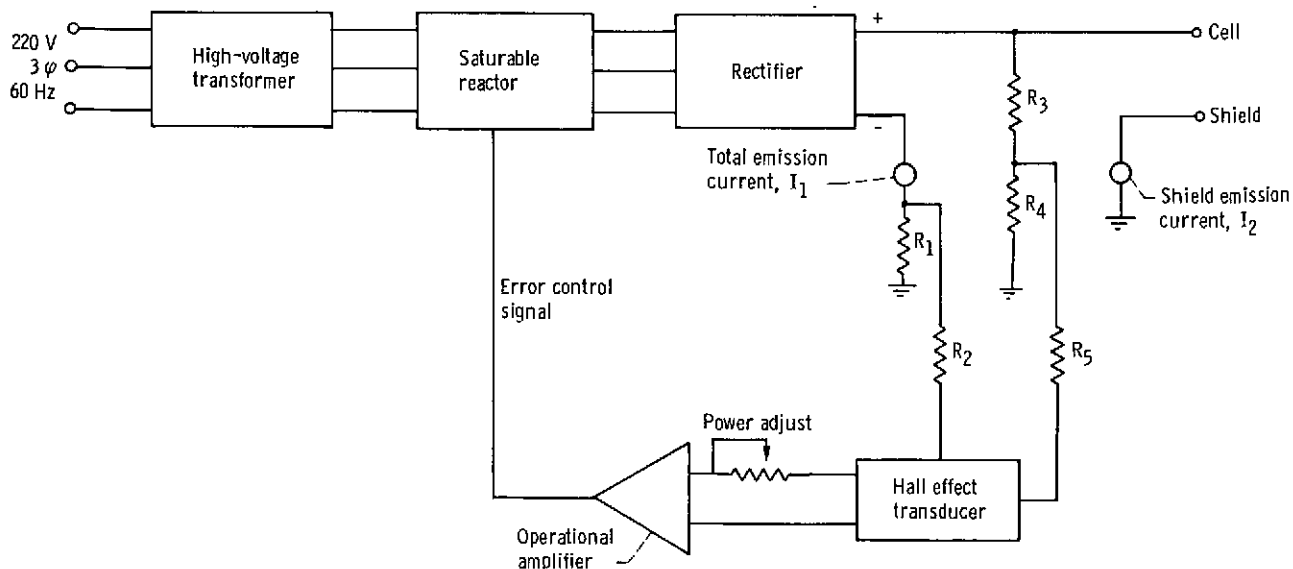 220 V
3 φ
60 Hz
High-voltage
transformer
Saturable
reactor
Rectifier
+
-
Cell
Shield
R3
R4
Total emission
current, I1
Shield emission
current, I2
R1
Error control
signal
R2
R5
Power adjust
Hall effect
transducer
Operational
amplifier